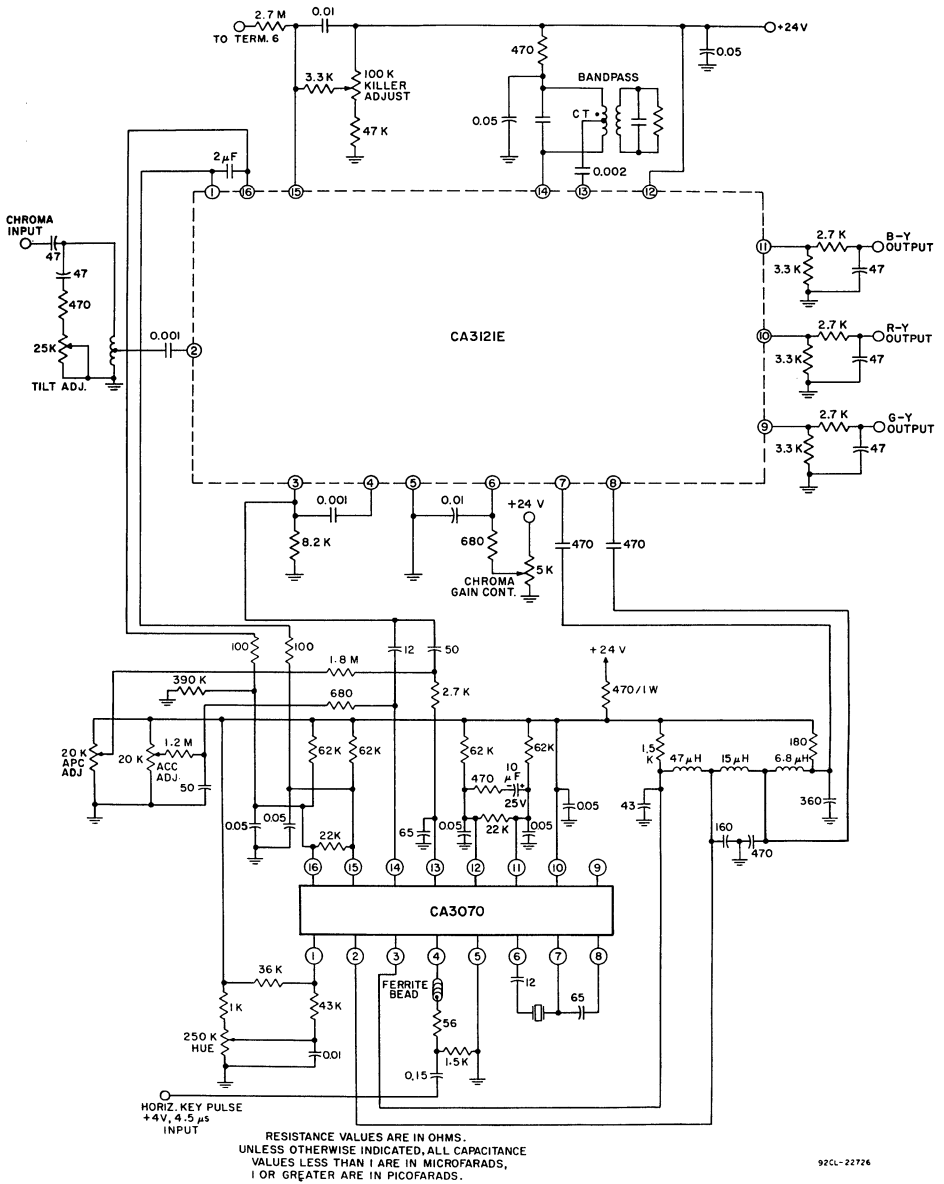 2.7 M
0.01
TO TERM. 6
+24V
3.3 K
100 K
KILLER
ADJUST
47 K
470
0.05
BANDPASS
0.05
CT
0.002
2 µF
1
16
15
14
13
12
CHROMA
INPUT
47
47
470
25K
TILT ADJ.
0.001
2
CA3121E
11
2.7 K
B-Y
OUTPUT
3.3 K
47
10
2.7 K
R-Y
OUTPUT
3.3 K
47
9
2.7 K
G-Y
OUTPUT
3.3 K
47
3
4
5
6
7
8
0.001
8.2 K
0.01
+24 V
680
5 K
CHROMA
GAIN CONT.
470
470
100
100
12
50
1.8 M
390 K
680
2.7 K
+24 V
470/1W
20 K
APC
ADJ
20 K
ACC
ADJ.
1.2 M
50
62K
62K
62K
62K
470
10
µF
- +
25V
22K
0.05
0.05
22K
65
0.05
0.05
0.05
1.5
K
47µH
15µH
6.8µH
180
43
360
160
470
16
15
14
13
12
11
10
9
CA3070
1
2
3
4
5
6
7
8
36 K
1K
43K
250 K
HUE
0.01
FERRITE
BEAD
56
1.5K
0.15
12
65
HORIZ. KEY PULSE
+4V, 4.5 µs
INPUT
RESISTANCE VALUES ARE IN OHMS.
UNLESS OTHERWISE INDICATED, ALL CAPACITANCE
VALUES LESS THAN 1 ARE IN MICROFARADS,
1 OR GREATER ARE IN PICOFARADS.
92CL-22726